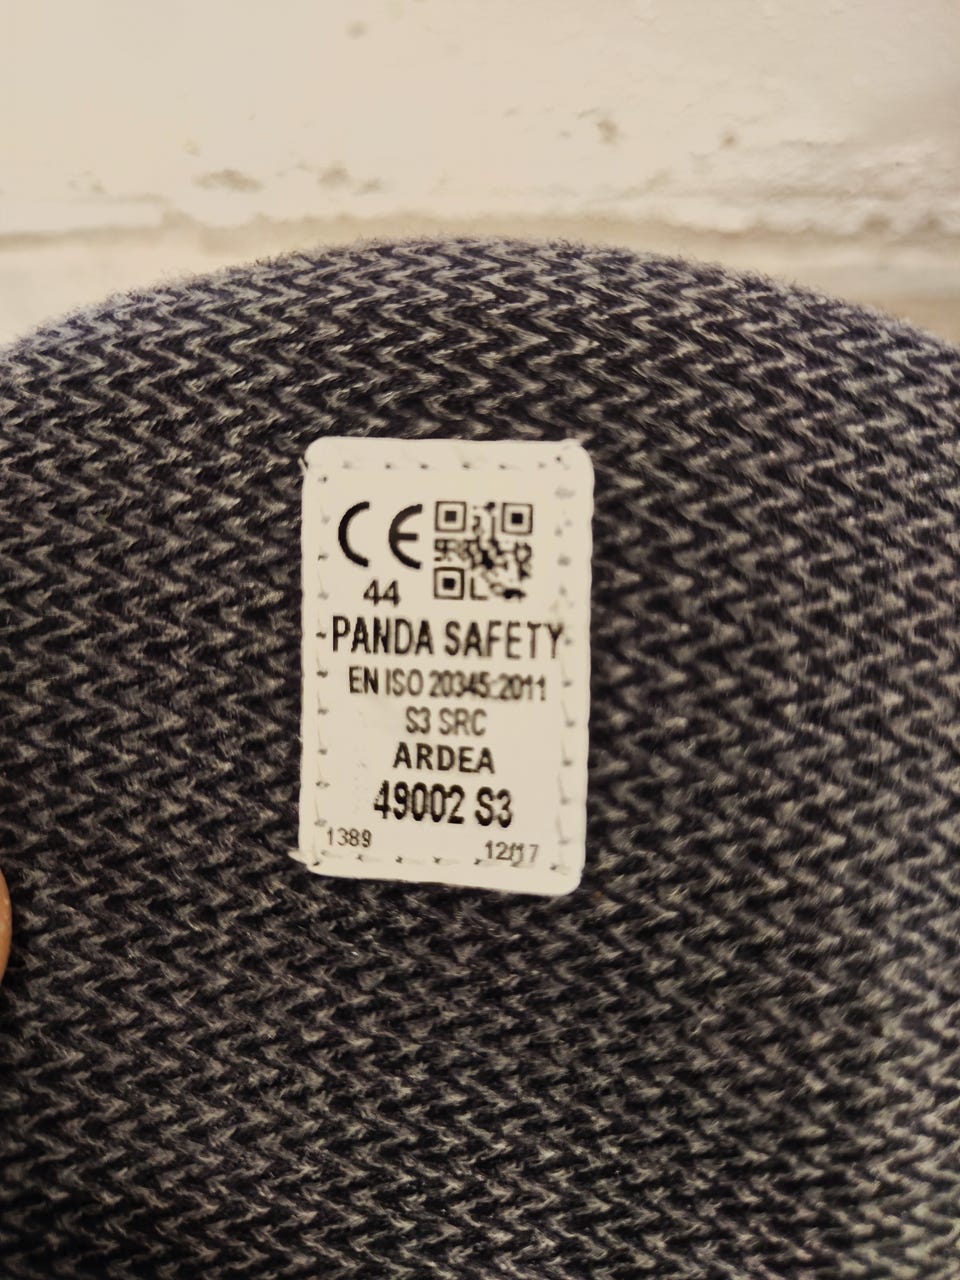 CE
44
PANDA SAFETY
EN ISO 20345:2011
S3 SRC
ARDEA
49002 S3
1389 12/17